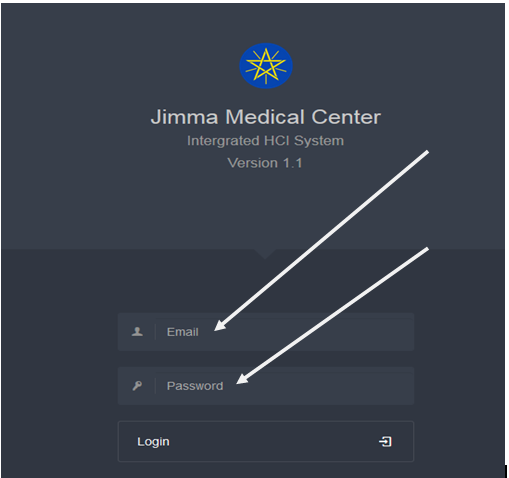 Jimma Medical Center
Intergrated HCI System
Version 1.1
Email
Password
Login